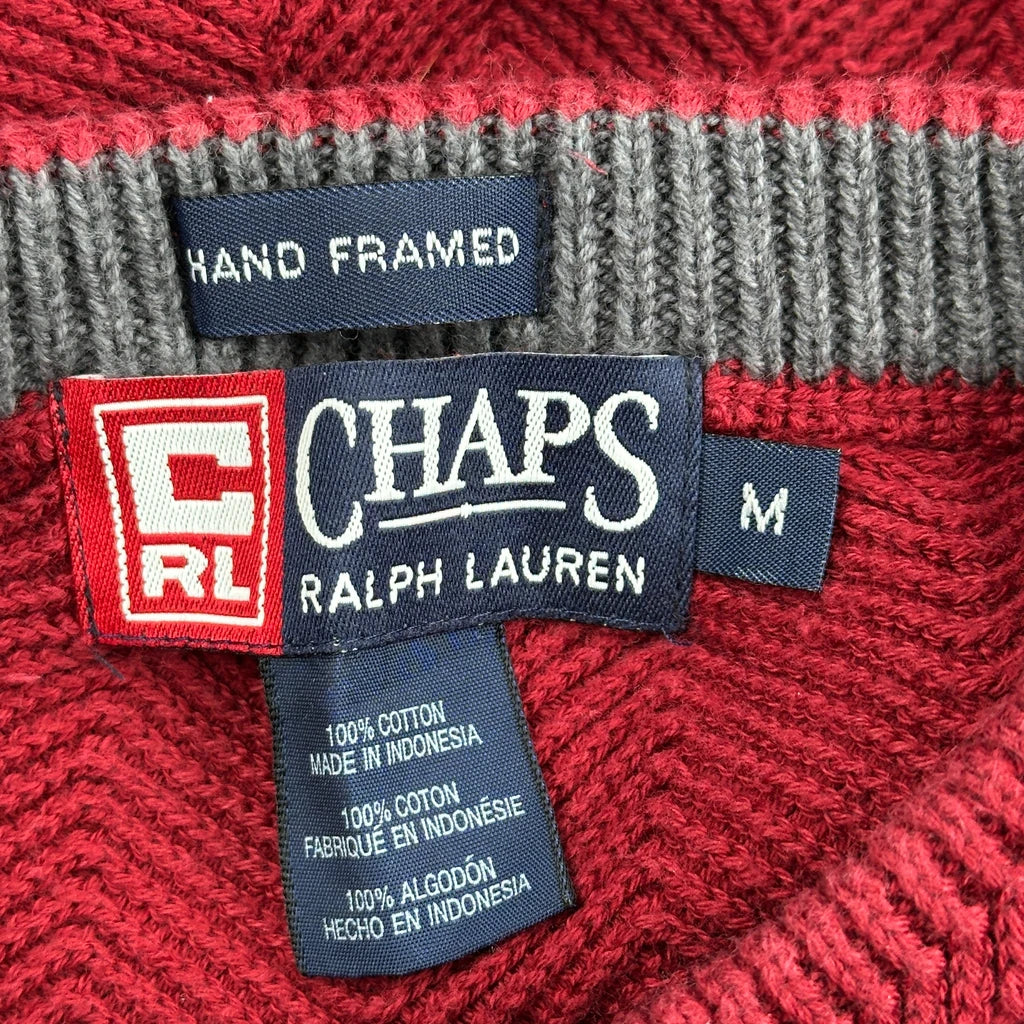 HAND FRAMED
C
RL
CHAPS
RALPH LAUREN
M
100% COTTON
MADE IN INDONESIA
100% COTON
FABRIQUÉ EN INDONÉSIE
100% ALGODÓN
HECHO EN INDONESIA